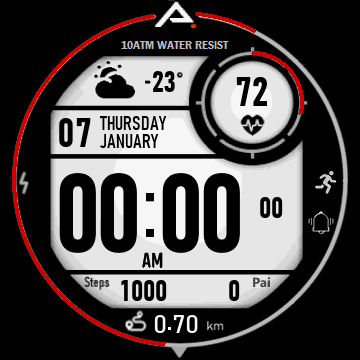 10ATM WATER RESIST
-23°
72
07 THURSDAY
JANUARY
00:00 00
AM
Steps 1000 0 Pai
0.70 km